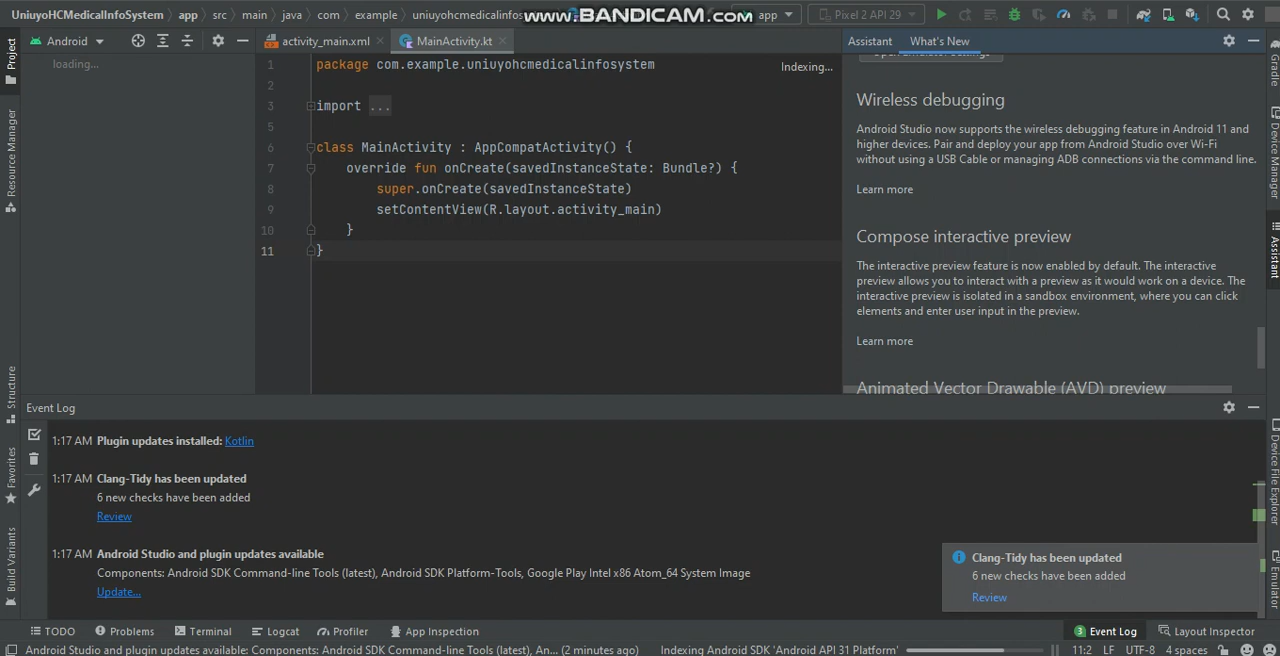 UniuyoHCMedicalInfoSystem app src main java com example uniuyohcmedicalinfos
www.BANDICAM.com
app Pixel 2 API 29
Android
activity_main.xml MainActivity.kt
Assistant What's New
loading...
Indexing...
1 package com.example.uniuyohcmedicalinfosystem
2
3 import ...
5
6 class MainActivity : AppCompatActivity() {
7 override fun onCreate(savedInstanceState: Bundle?) {
8 super.onCreate(savedInstanceState)
9 setContentView(R.layout.activity_main)
10 }
11 }
Wireless debugging
Android Studio now supports the wireless debugging feature in Android 11 and
higher devices. Pair and deploy your app from Android Studio over Wi-Fi
without using a USB Cable or managing ADB connections via the command line.
Learn more
Compose interactive preview
The interactive preview feature is now enabled by default. The interactive
preview allows you to interact with a preview as it would work on a device. The
interactive preview is isolated in a sandbox environment, where you can click
elements and enter user input in the preview.
Learn more
Animated Vector Drawable (AVD) preview
Project
Resource Manager
Structure
Favorites
Build Variants
Gradle
Device Manager
Assistant
Device File Explorer
Emulator
Event Log
1:17 AM Plugin updates installed: Kotlin
1:17 AM Clang-Tidy has been updated
6 new checks have been added
Review
1:17 AM Android Studio and plugin updates available
Components: Android SDK Command-line Tools (latest), Android SDK Platform-Tools, Google Play Intel x86 Atom_64 System Image
Update...
Clang-Tidy has been updated
6 new checks have been added
Review
TODO Problems Terminal Logcat Profiler App Inspection
3 Event Log Layout Inspector
Android Studio and plugin updates available: Components: Android SDK Command-line Tools (latest), An... (2 minutes ago) Indexing Android SDK 'Android API 31 Platform' 11:2 LF UTF-8 4 spaces